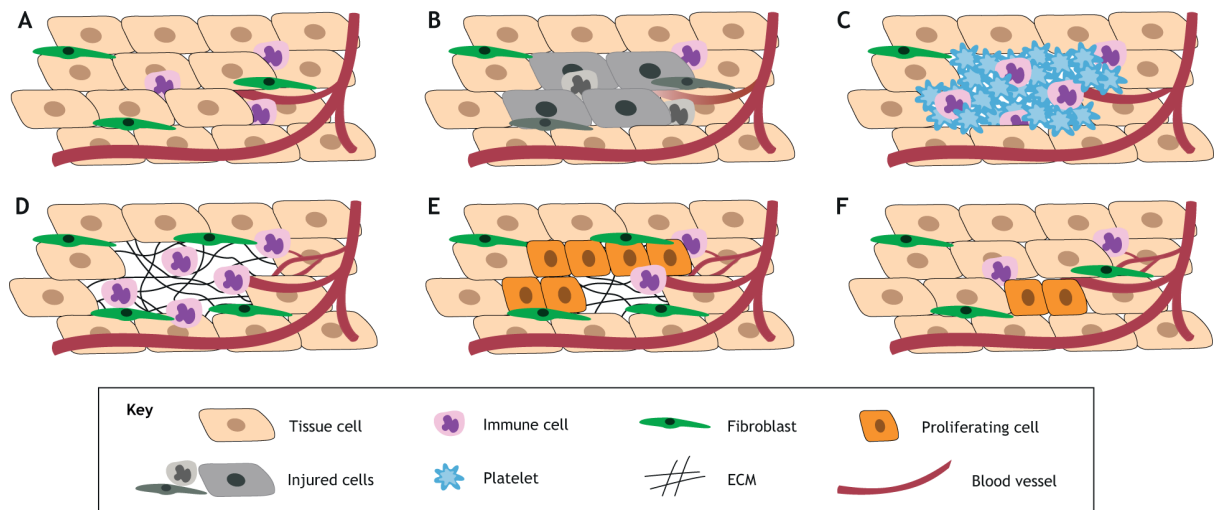 A
B
C
D
E
F
Key
Tissue cell
Immune cell
Fibroblast
Proliferating cell
Injured cells
Platelet
ECM
Blood vessel